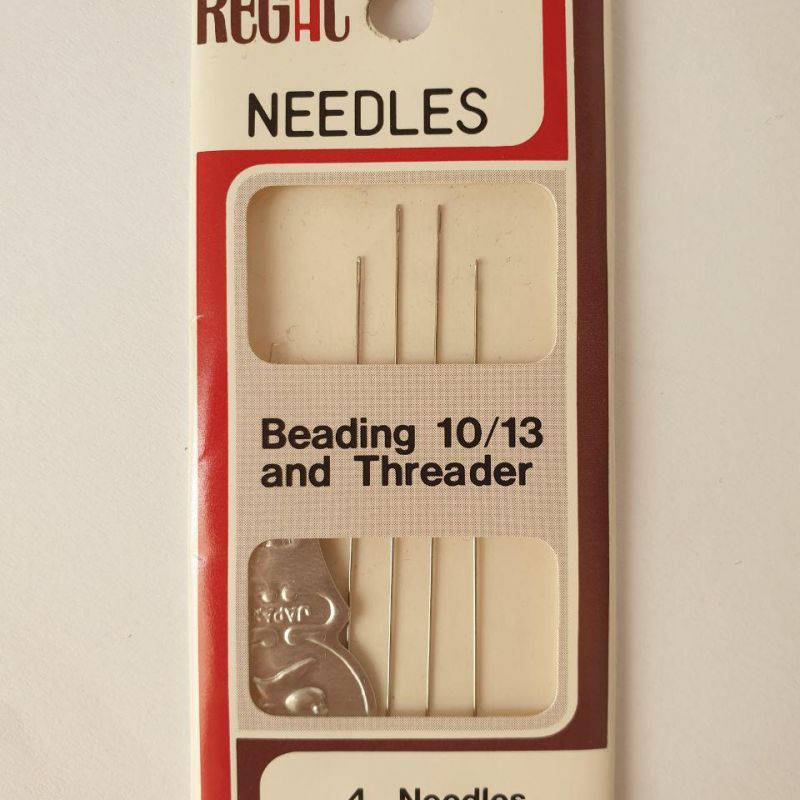 REGAL
NEEDLES
Beading 10/13
and Threader
JAPAN
4 Needles